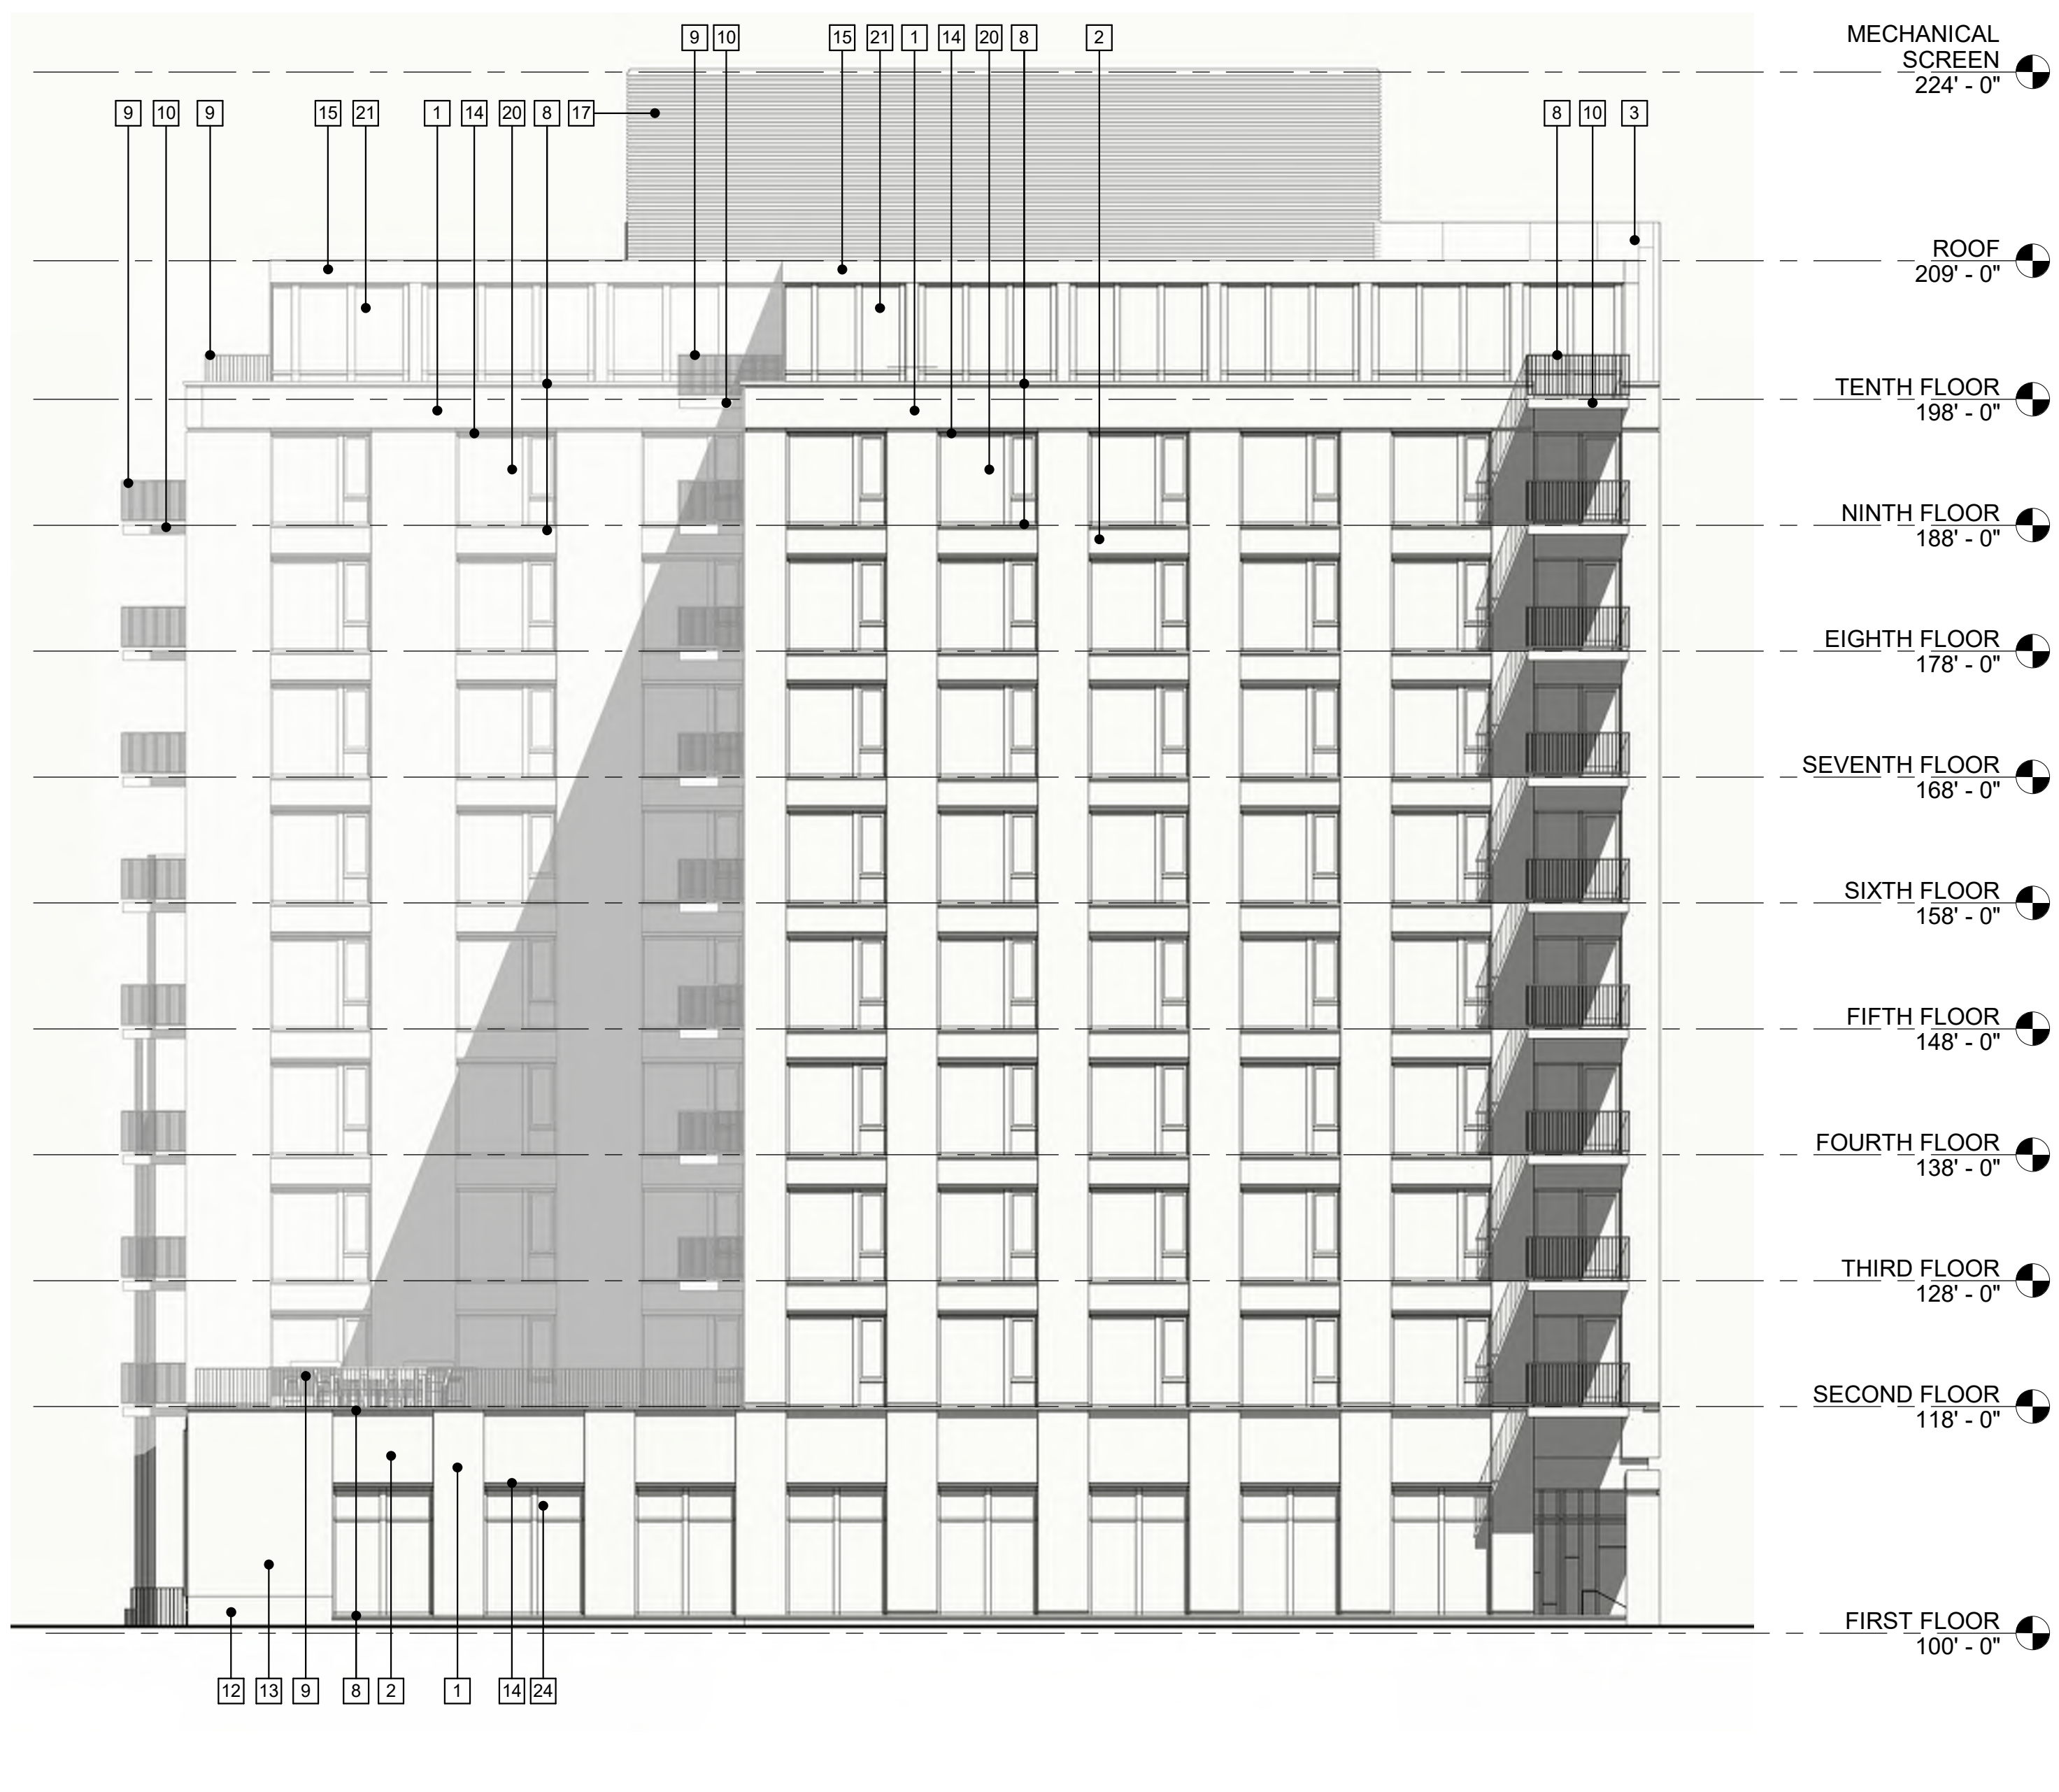 9 10 15 21 1 14 20 8 2
MECHANICAL
SCREEN
224' - 0"
9 10 9 15 21 1 14 20 8 17 8 10 3
ROOF
209' - 0"
TENTH FLOOR
198' - 0"
NINTH FLOOR
188' - 0"
EIGHTH FLOOR
178' - 0"
SEVENTH FLOOR
168' - 0"
SIXTH FLOOR
158' - 0"
FIFTH FLOOR
148' - 0"
FOURTH FLOOR
138' - 0"
THIRD FLOOR
128' - 0"
SECOND FLOOR
118' - 0"
FIRST FLOOR
100' - 0"
12 13 9 8 2 1 14 24